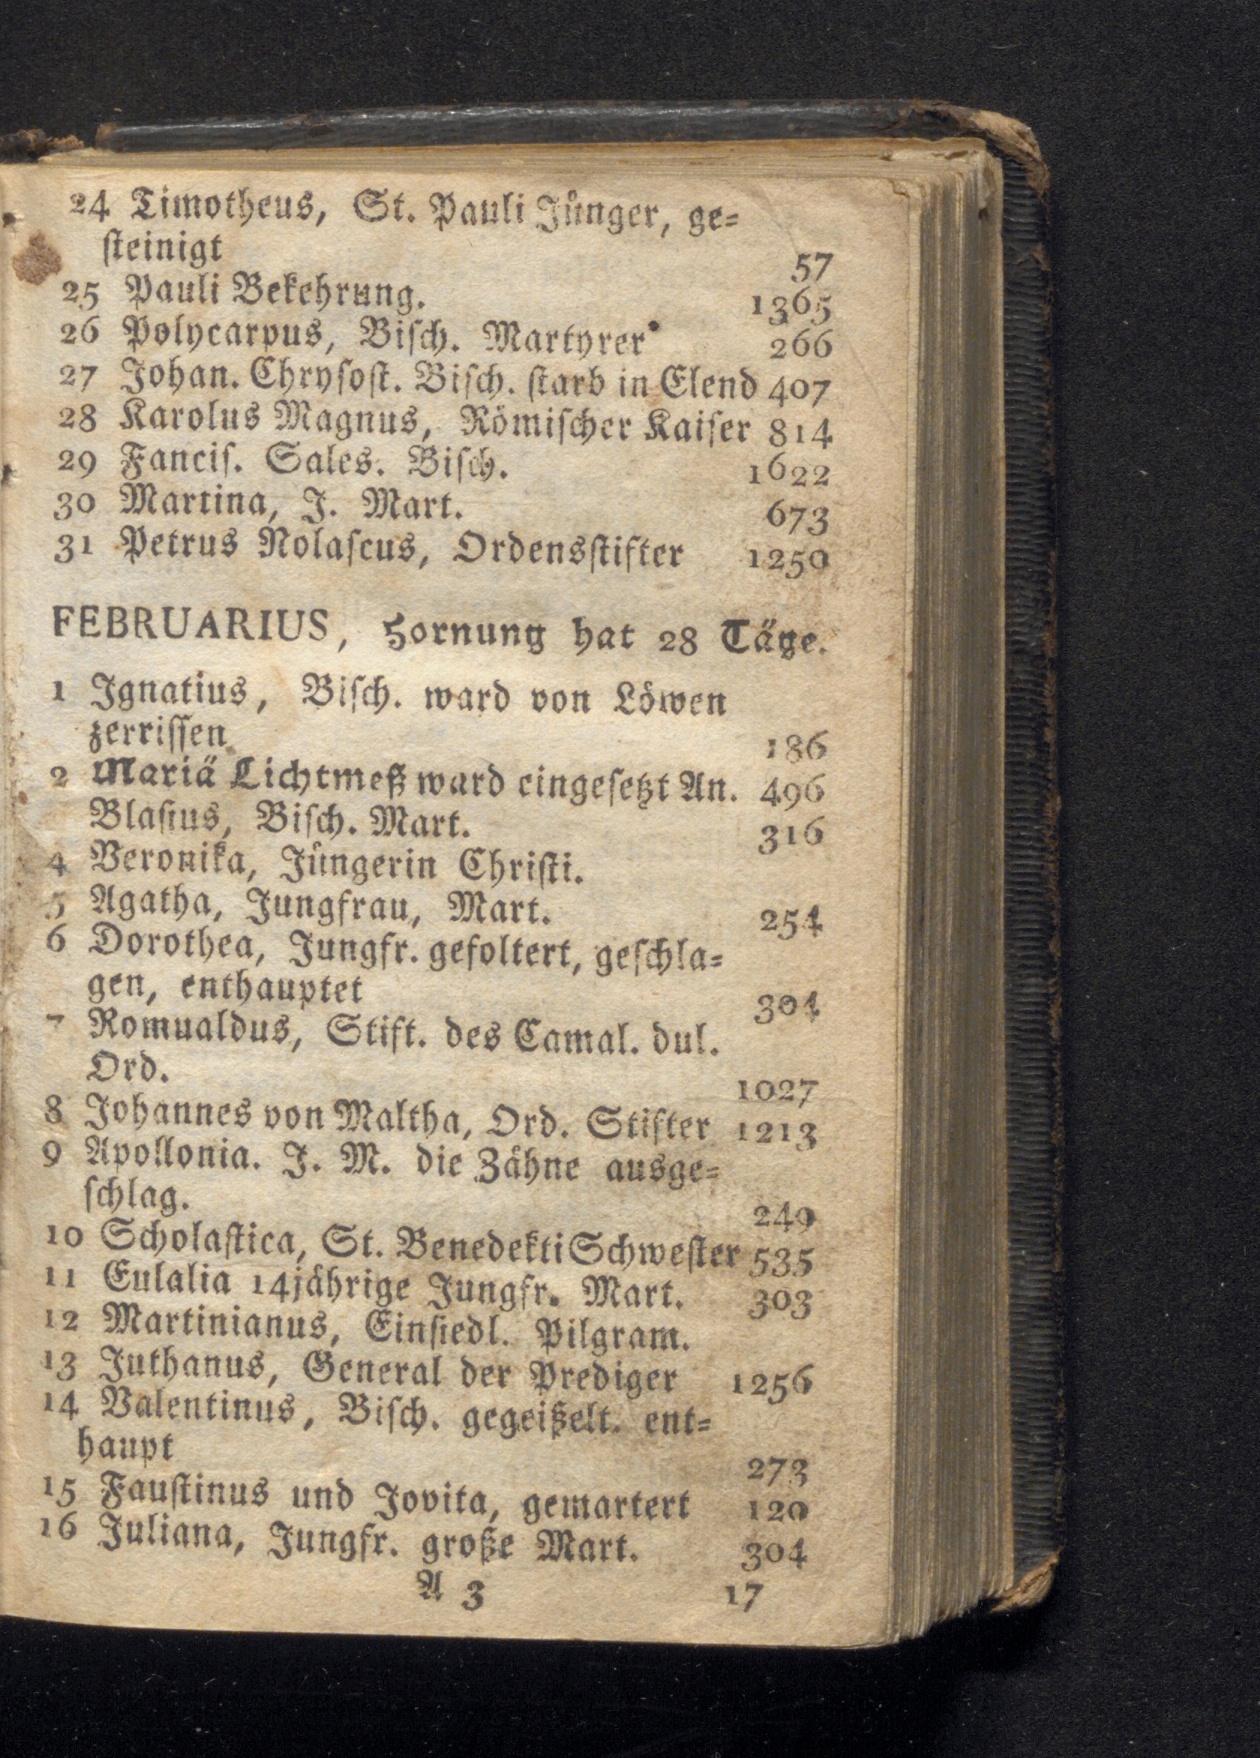 24 Timotheus, St. Pauli Jünger, ge=
ſteinigt 57
25 Pauli Bekehrung. 1365
26 Polycarpus, Biſch. Martyrer 266
27 Johan. Chryſoſt. Biſch. ſtarb in Elend 407
28 Karolus Magnus, Römiſcher Kaiſer 814
29 Fanciſ. Sales. Biſch. 1622
30 Martina, J. Mart. 673
31 Petrus Nolaſcus, Ordensſtifter 1250
FEBRUARIUS, Hornung hat 28 Täge.
1 Ignatius, Biſch. ward von Löwen
zerriſſen 186
2 Mariä Lichtmeß ward eingeſetzt An. 496
Blaſius, Biſch. Mart. 316
4 Veronika, Jüngerin Chriſti.
5 Agatha, Jungfrau, Mart. 254
6 Dorothea, Jungfr. gefoltert, geſchla=
gen, enthauptet 304
7 Romualdus, Stift. des Camal. dul.
Ord. 1027
8 Johannes von Maltha, Ord. Stifter 1213
9 Apollonia. J. M. die Zähne ausge=
ſchlag. 249
10 Scholaſtica, St. Benedekti Schweſter 535
11 Eulalia 14jährige Jungfr. Mart. 303
12 Martinianus, Einſiedl. Pilgram.
13 Juthanus, General der Prediger 1256
14 Valentinus, Biſch. gegeißelt. ent=
haupt 273
15 Fauſtinus und Jovita, gemartert 120
16 Juliana, Jungfr. große Mart. 304
A 3 17